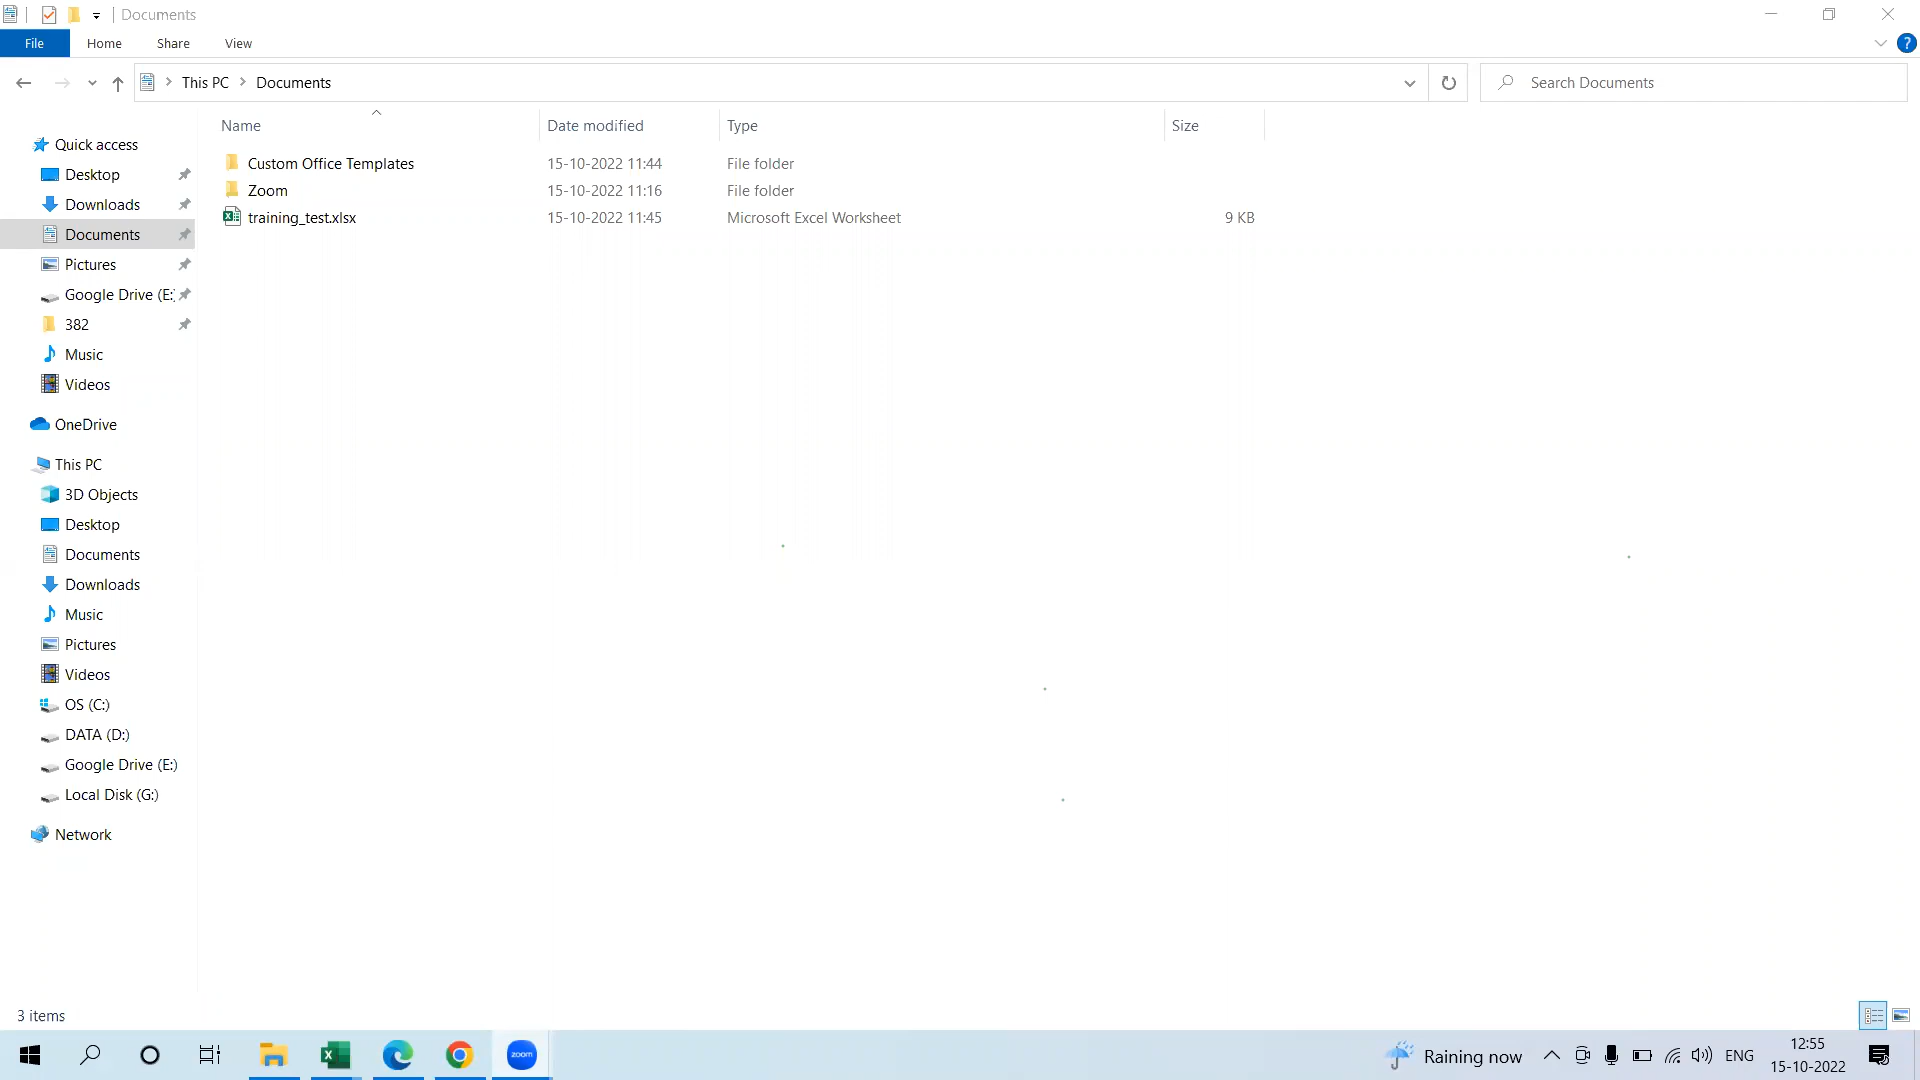 Documents
File Home Share View
This PC Documents
Search Documents
Name Date modified Type Size
Custom Office Templates 15-10-2022 11:44 File folder
Zoom 15-10-2022 11:16 File folder
training_test.xlsx 15-10-2022 11:45 Microsoft Excel Worksheet 9 KB
Quick access
Desktop
Downloads
Documents
Pictures
Google Drive (E:
382
Music
Videos
OneDrive
This PC
3D Objects
Desktop
Documents
Downloads
Music
Pictures
Videos
OS (C:)
DATA (D:)
Google Drive (E:)
Local Disk (G:)
Network
3 items
zoom
Raining now
ENG
12:55
15-10-2022